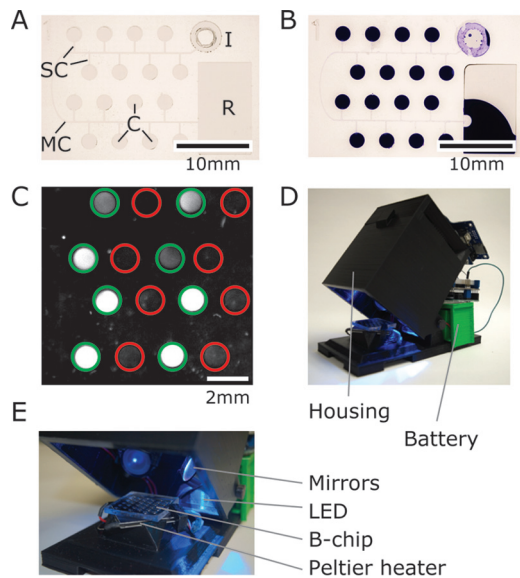 A
I
SC
R
C
MC
10mm
B
10mm
C
2mm
D
Housing
Battery
E
Mirrors
LED
B-chip
Peltier heater